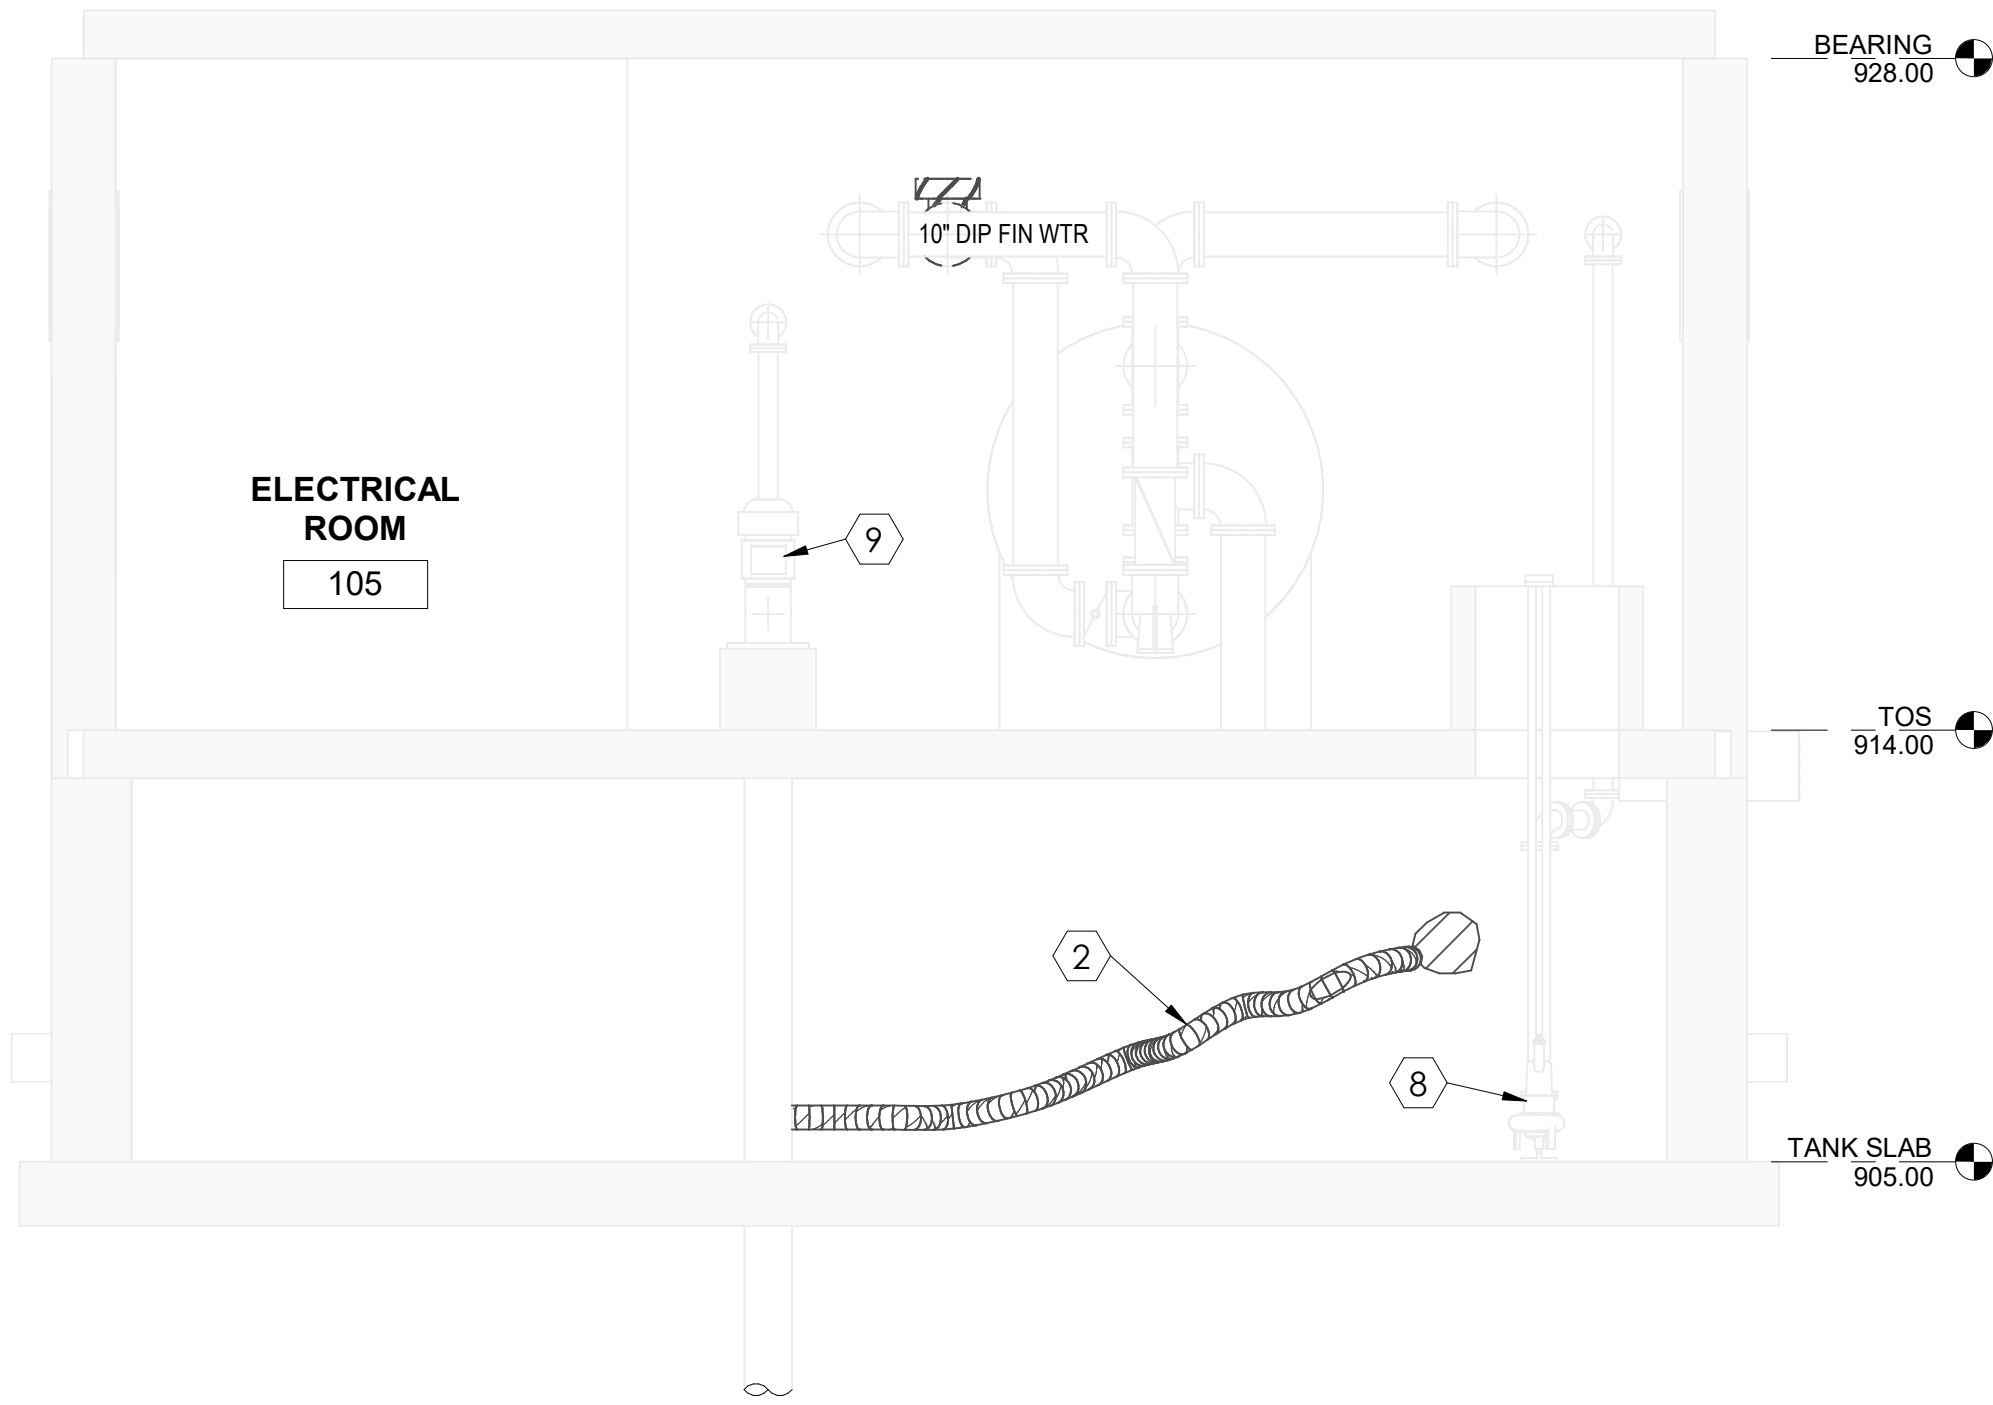 BEARING
928.00
10" DIP FIN WTR
ELECTRICAL
ROOM
105
9
TOS
914.00
2
8
TANK SLAB
905.00